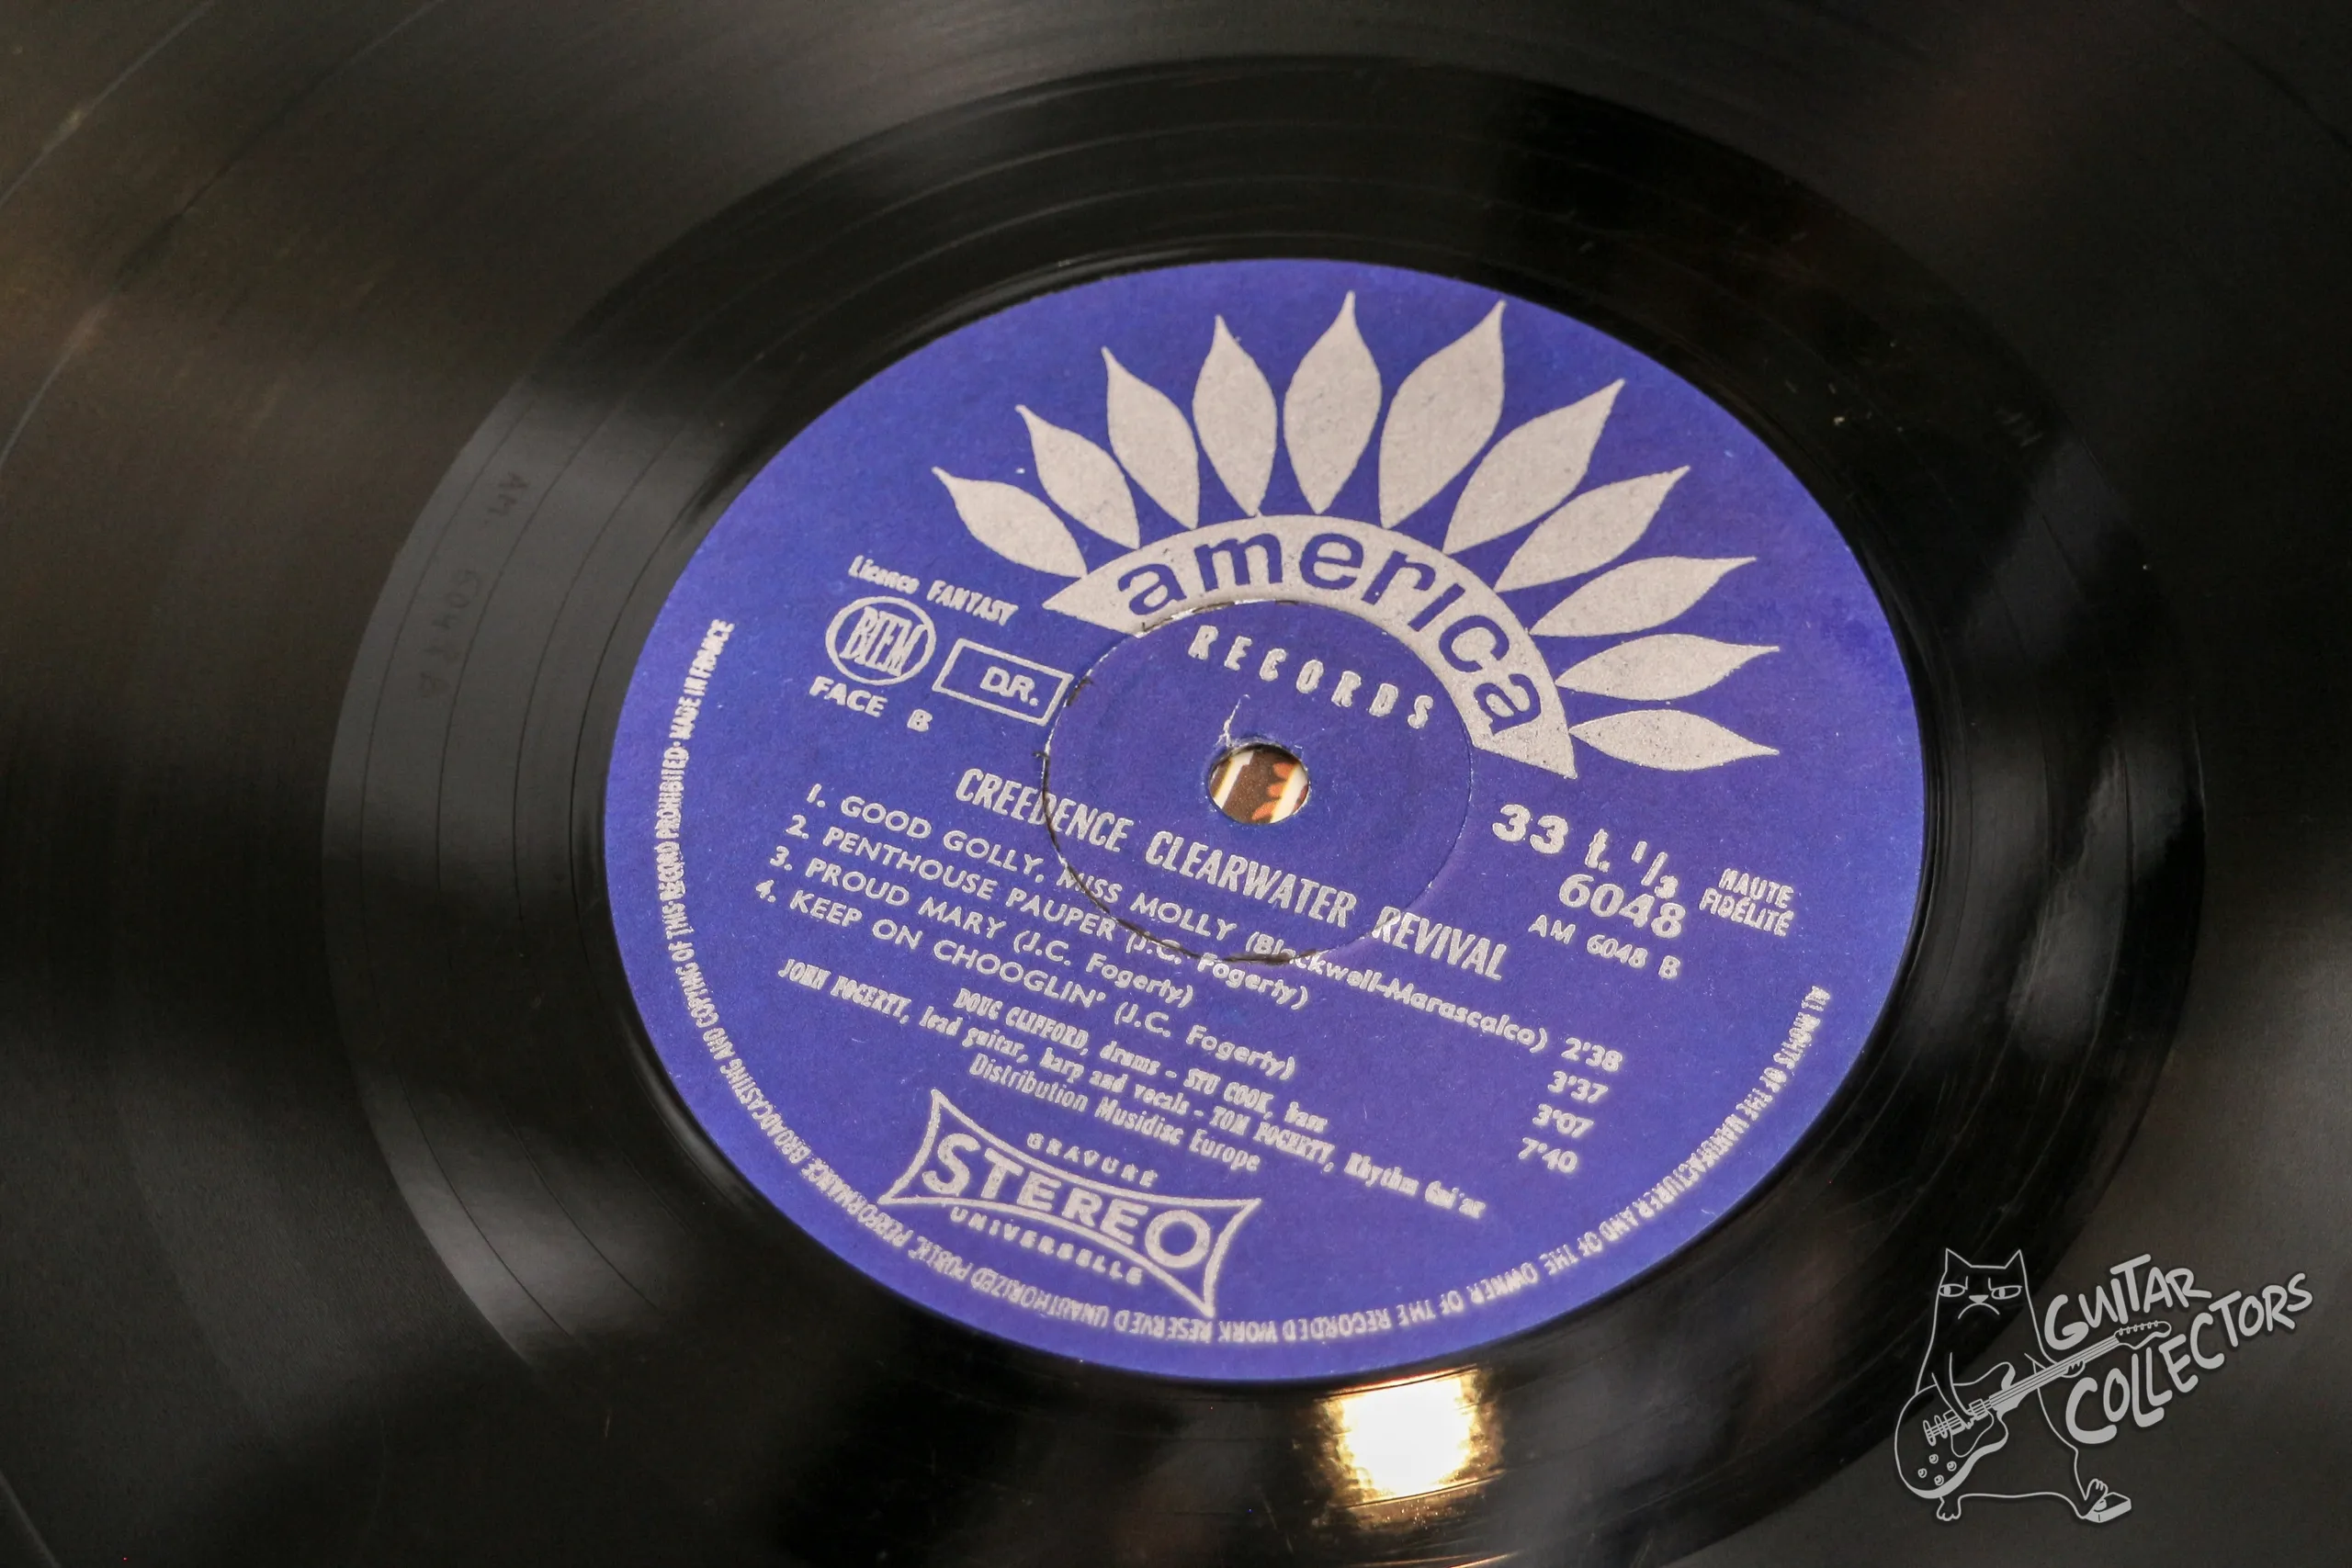 america
RECORDS
Licence FANTASY
BIEM
D.R.
FACE B
33 t. 1/3
6048
HAUTE
FIDÉLITÉ
AM 6048 B
CREEDENCE CLEARWATER REVIVAL
1. GOOD GOLLY, MISS MOLLY (Blackwell-Marascalco) 2'38
2. PENTHOUSE PAUPER (J.C. Fogerty) 3'37
3. PROUD MARY (J.C. Fogerty) 3'07
4. KEEP ON CHOOGLIN' (J.C. Fogerty) 7'40
DOUG CLIFFORD, drums - STU COOK, bass
JOHN FOGERTY, lead guitar, harp and vocals - TOM FOGERTY, Rhythm Guitar
Distribution Musidisc Europe
GRAVURE
STEREO
UNIVERSELLE
ALL RIGHTS OF THE MANUFACTURER AND OF THE OWNER OF THE RECORDED WORK RESERVED UNAUTHORIZED PUBLIC PERFORMANCE BROADCASTING AND COPYING OF THIS RECORD PROHIBITED · MADE IN FRANCE
GUITAR
COLLECTORS